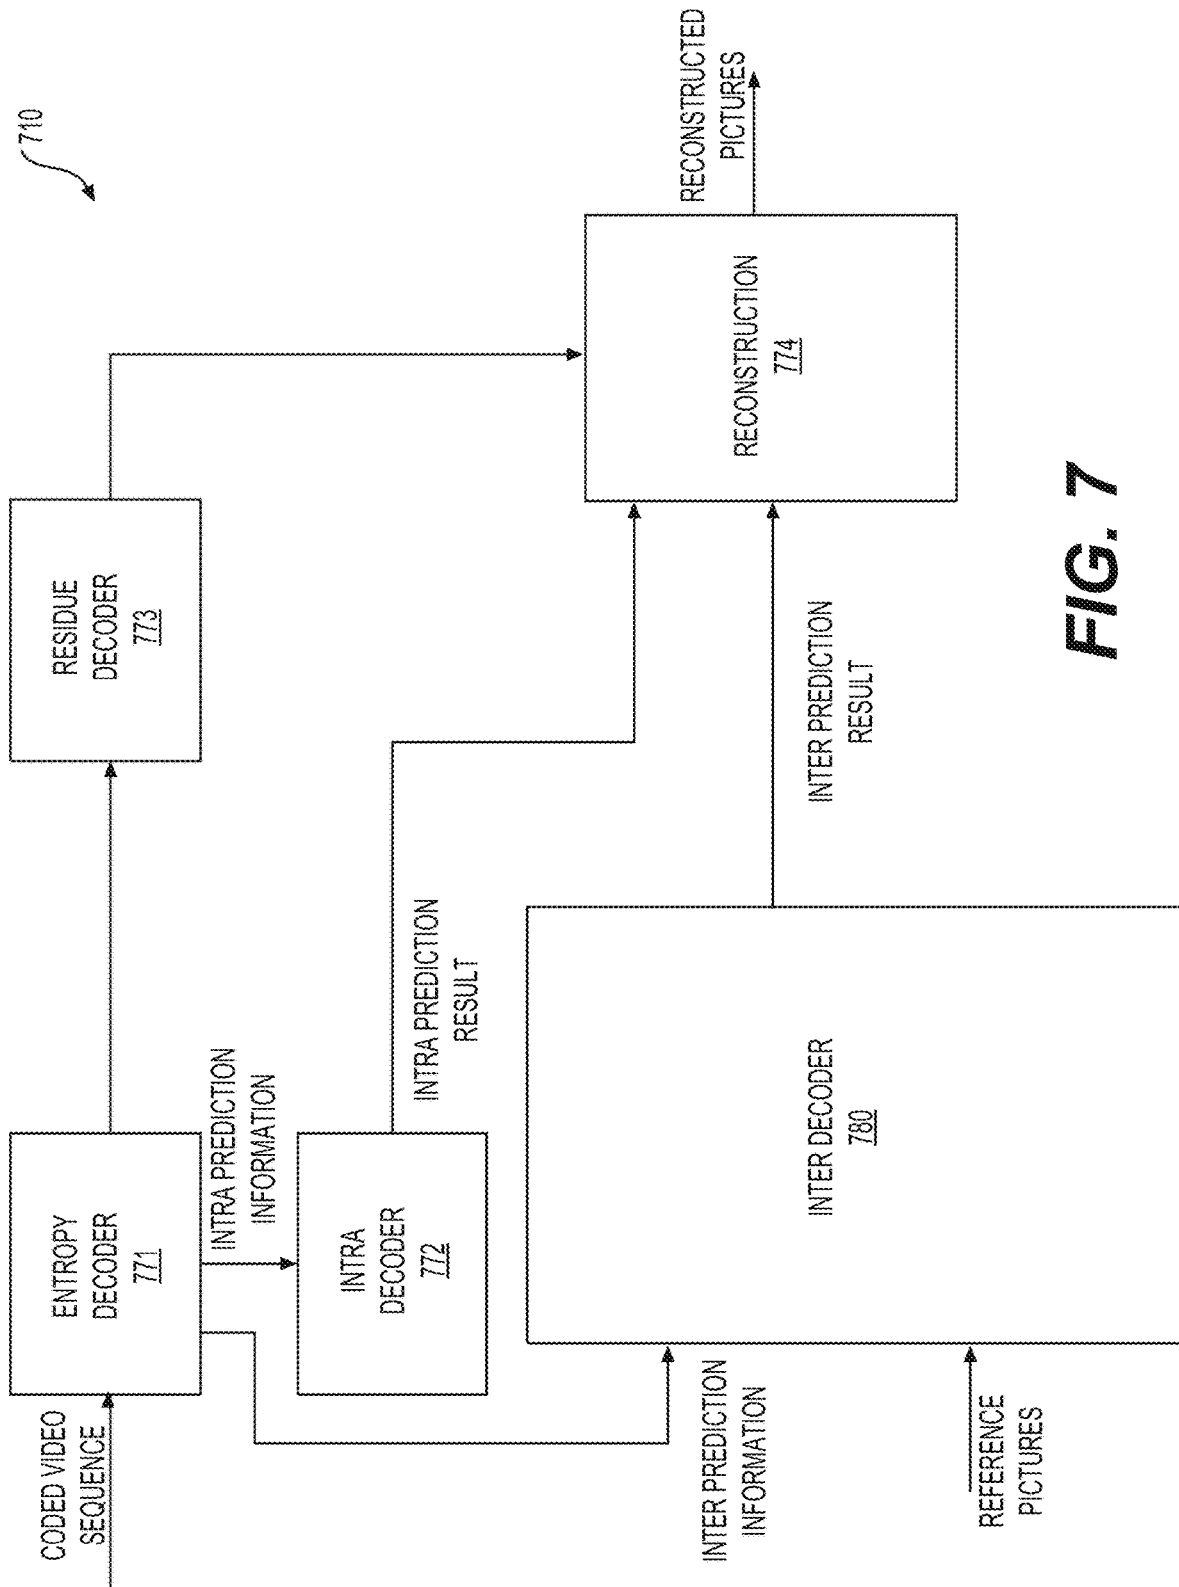 710
CODED VIDEO
SEQUENCE
ENTROPY
DECODER
771
RESIDUE
DECODER
773
INTRA PREDICTION
INFORMATION
INTRA
DECODER
772
INTRA PREDICTION
RESULT
INTER PREDICTION
INFORMATION
REFERENCE
PICTURES
INTER DECODER
780
INTER PREDICTION
RESULT
RECONSTRUCTION
774
RECONSTRUCTED
PICTURES
FIG. 7